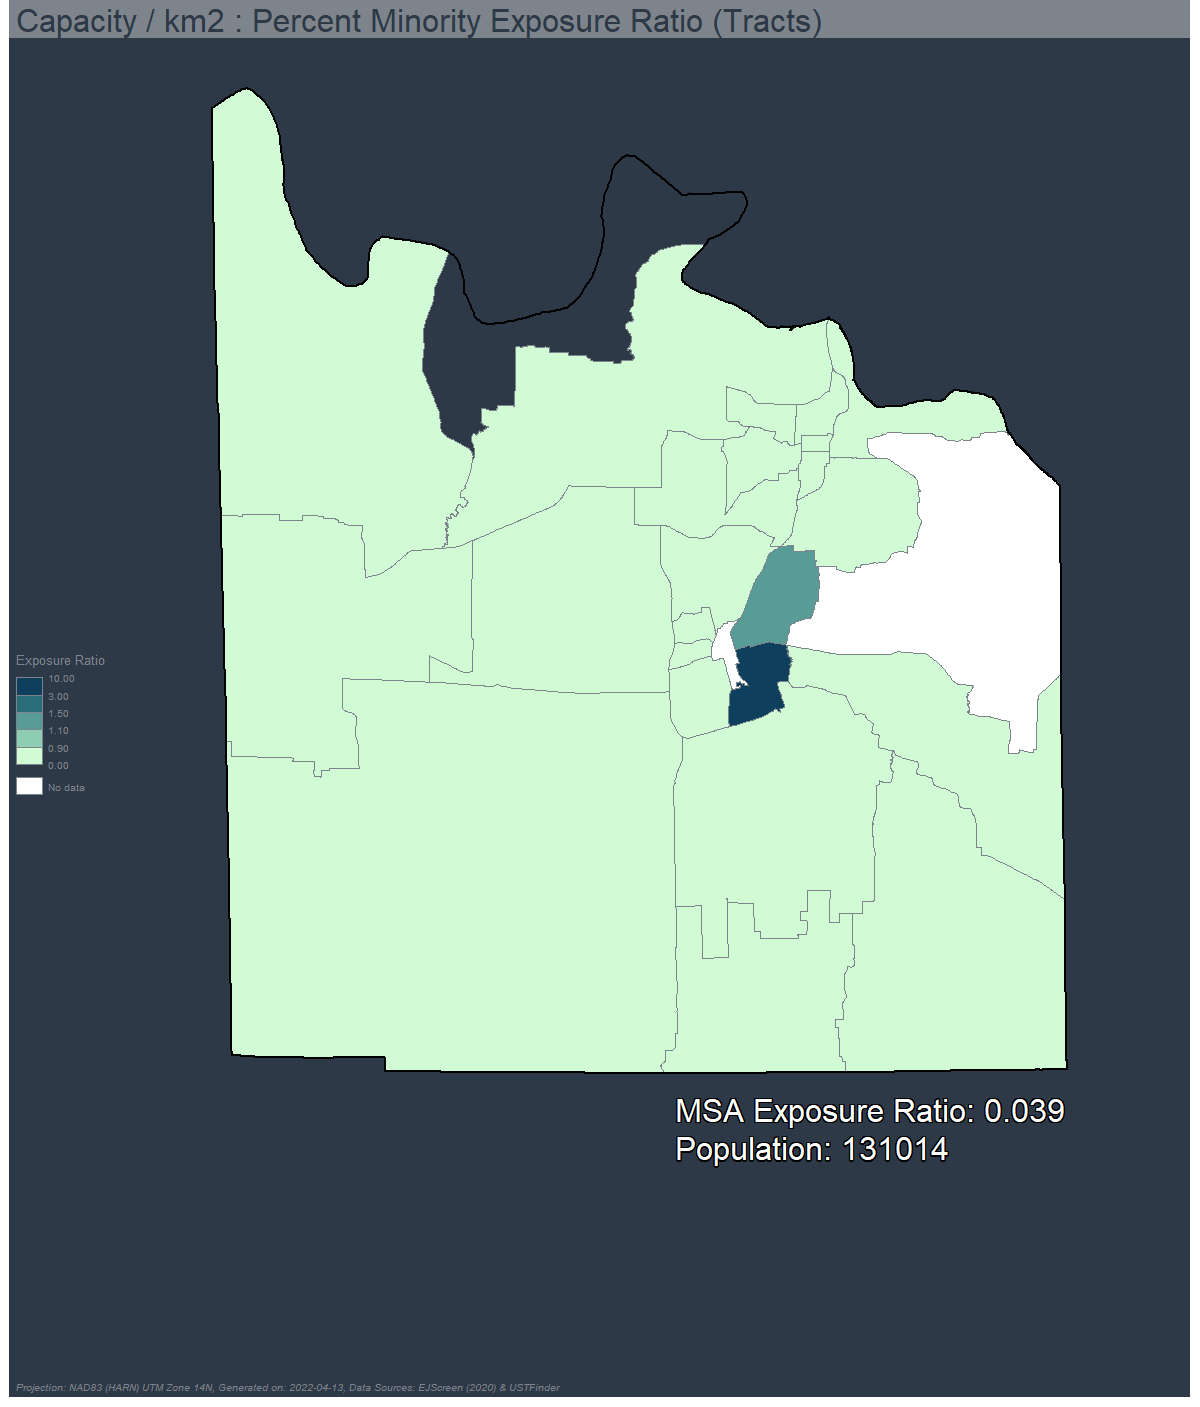 Capacity / km2 : Percent Minority Exposure Ratio (Tracts)
Exposure Ratio
10.00
3.00
1.50
1.10
0.90
0.00
No data
MSA Exposure Ratio: 0.039
Population: 131014
Projection: NAD83 (HARN) UTM Zone 14N, Generated on: 2022-04-13, Data Sources: EJScreen (2020) & USTFinder